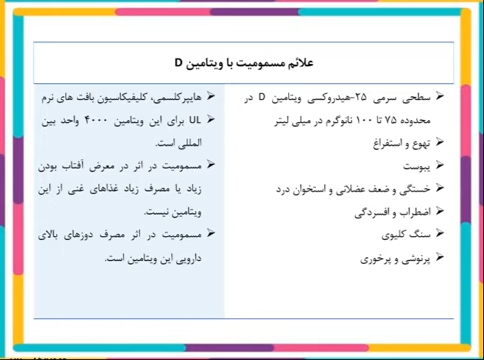 علائم مسمومیت با ویتامین D
سطحی سرمی ۲۵-هیدروکسی ویتامین D در
محدوده ۷۵ تا ۱۰۰ نانوگرم در میلی لیتر
تهوع و استفراغ
یبوست
خستگی و ضعف عضلانی و استخوان درد
اضطراب و افسردگی
سنگ کلیوی
پرنوشی و پرخوری
هایپرکلسمی، کلیفیکاسیون بافت های نرم
UL برای این ویتامین ۴۰۰۰ واحد بین
المللی است.
مسمومیت در اثر در معرض آفتاب بودن
زیاد یا مصرف زیاد غذاهای غنی از این
ویتامین نیست.
مسمومیت در اثر مصرف دوزهای بالای
دارویی این ویتامین است.